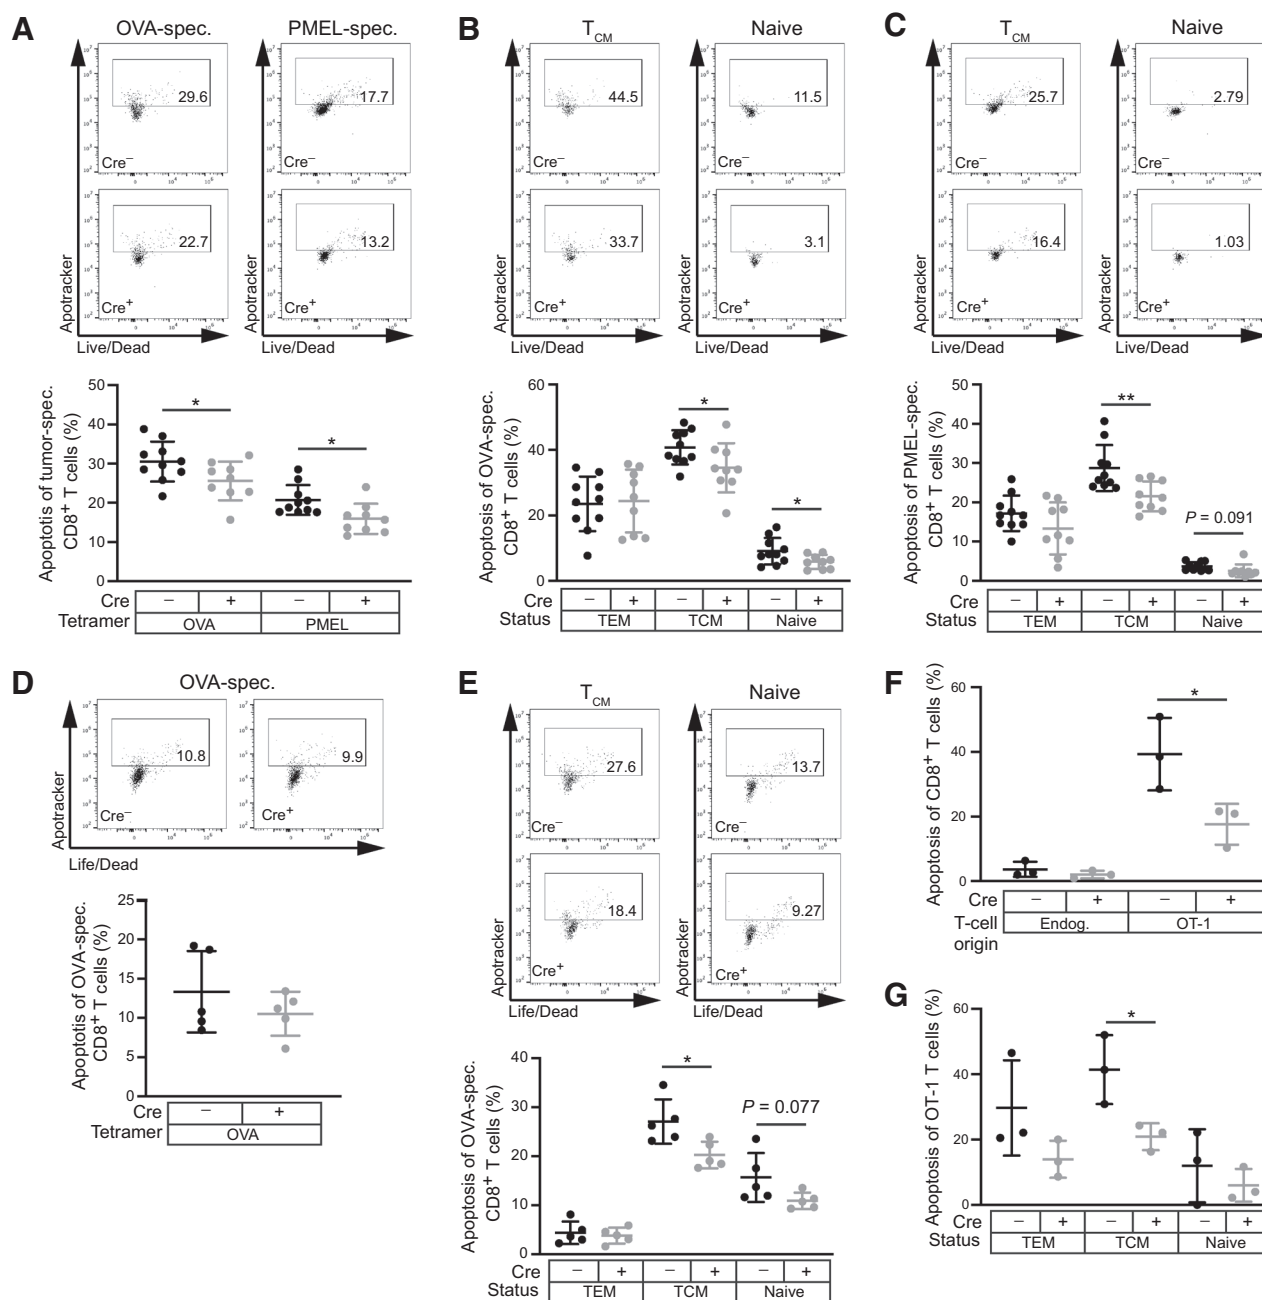 A
OVA-spec.
PMEL-spec.
29.6
Cre–
17.7
22.7
Cre+
13.2
Apotracker
Apotracker
Live/Dead
Live/Dead
Apoptotis of tumor-spec.
CD8+ T cells (%)
50
40
30
20
10
0
*
*
Cre – + – +
Tetramer OVA PMEL
B
TCM
Naive
44.5
Cre–
11.5
33.7
Cre+
3.1
Apotracker
Apotracker
Live/Dead
Live/Dead
Apoptosis of OVA-spec.
CD8+ T cells (%)
60
40
20
0
*
*
Cre – + – + – +
Status TEM TCM Naive
C
TCM
Naive
25.7
Cre–
2.79
16.4
Cre+
1.03
Apotracker
Apotracker
Live/Dead
Live/Dead
Apoptosis of PMEL-spec.
CD8+ T cells (%)
50
40
30
20
10
0
**
P = 0.091
Cre – + – + – +
Status TEM TCM Naive
D
OVA-spec.
10.8
Cre–
9.9
Cre+
Apotracker
Life/Dead
Apoptotis of OVA-spec.
CD8+ T cells (%)
25
20
15
10
5
0
Cre – +
Tetramer OVA
E
TCM
Naive
27.6
Cre–
13.7
Cre–
18.4
Cre+
9.27
Cre+
Apotracker
Apotracker
Life/Dead
Life/Dead
Apoptosis of OVA-spec.
CD8+ T cells (%)
40
30
20
10
0
*
P = 0.077
Cre – + – + – +
Status TEM TCM Naive
F
Apoptosis of CD8+ T cells (%)
60
40
20
0
*
Cre – + – +
T-cell Endog. OT-1
origin
G
Apoptosis of OT-1 T cells (%)
60
40
20
0
*
Cre – + – + – +
Status TEM TCM Naive